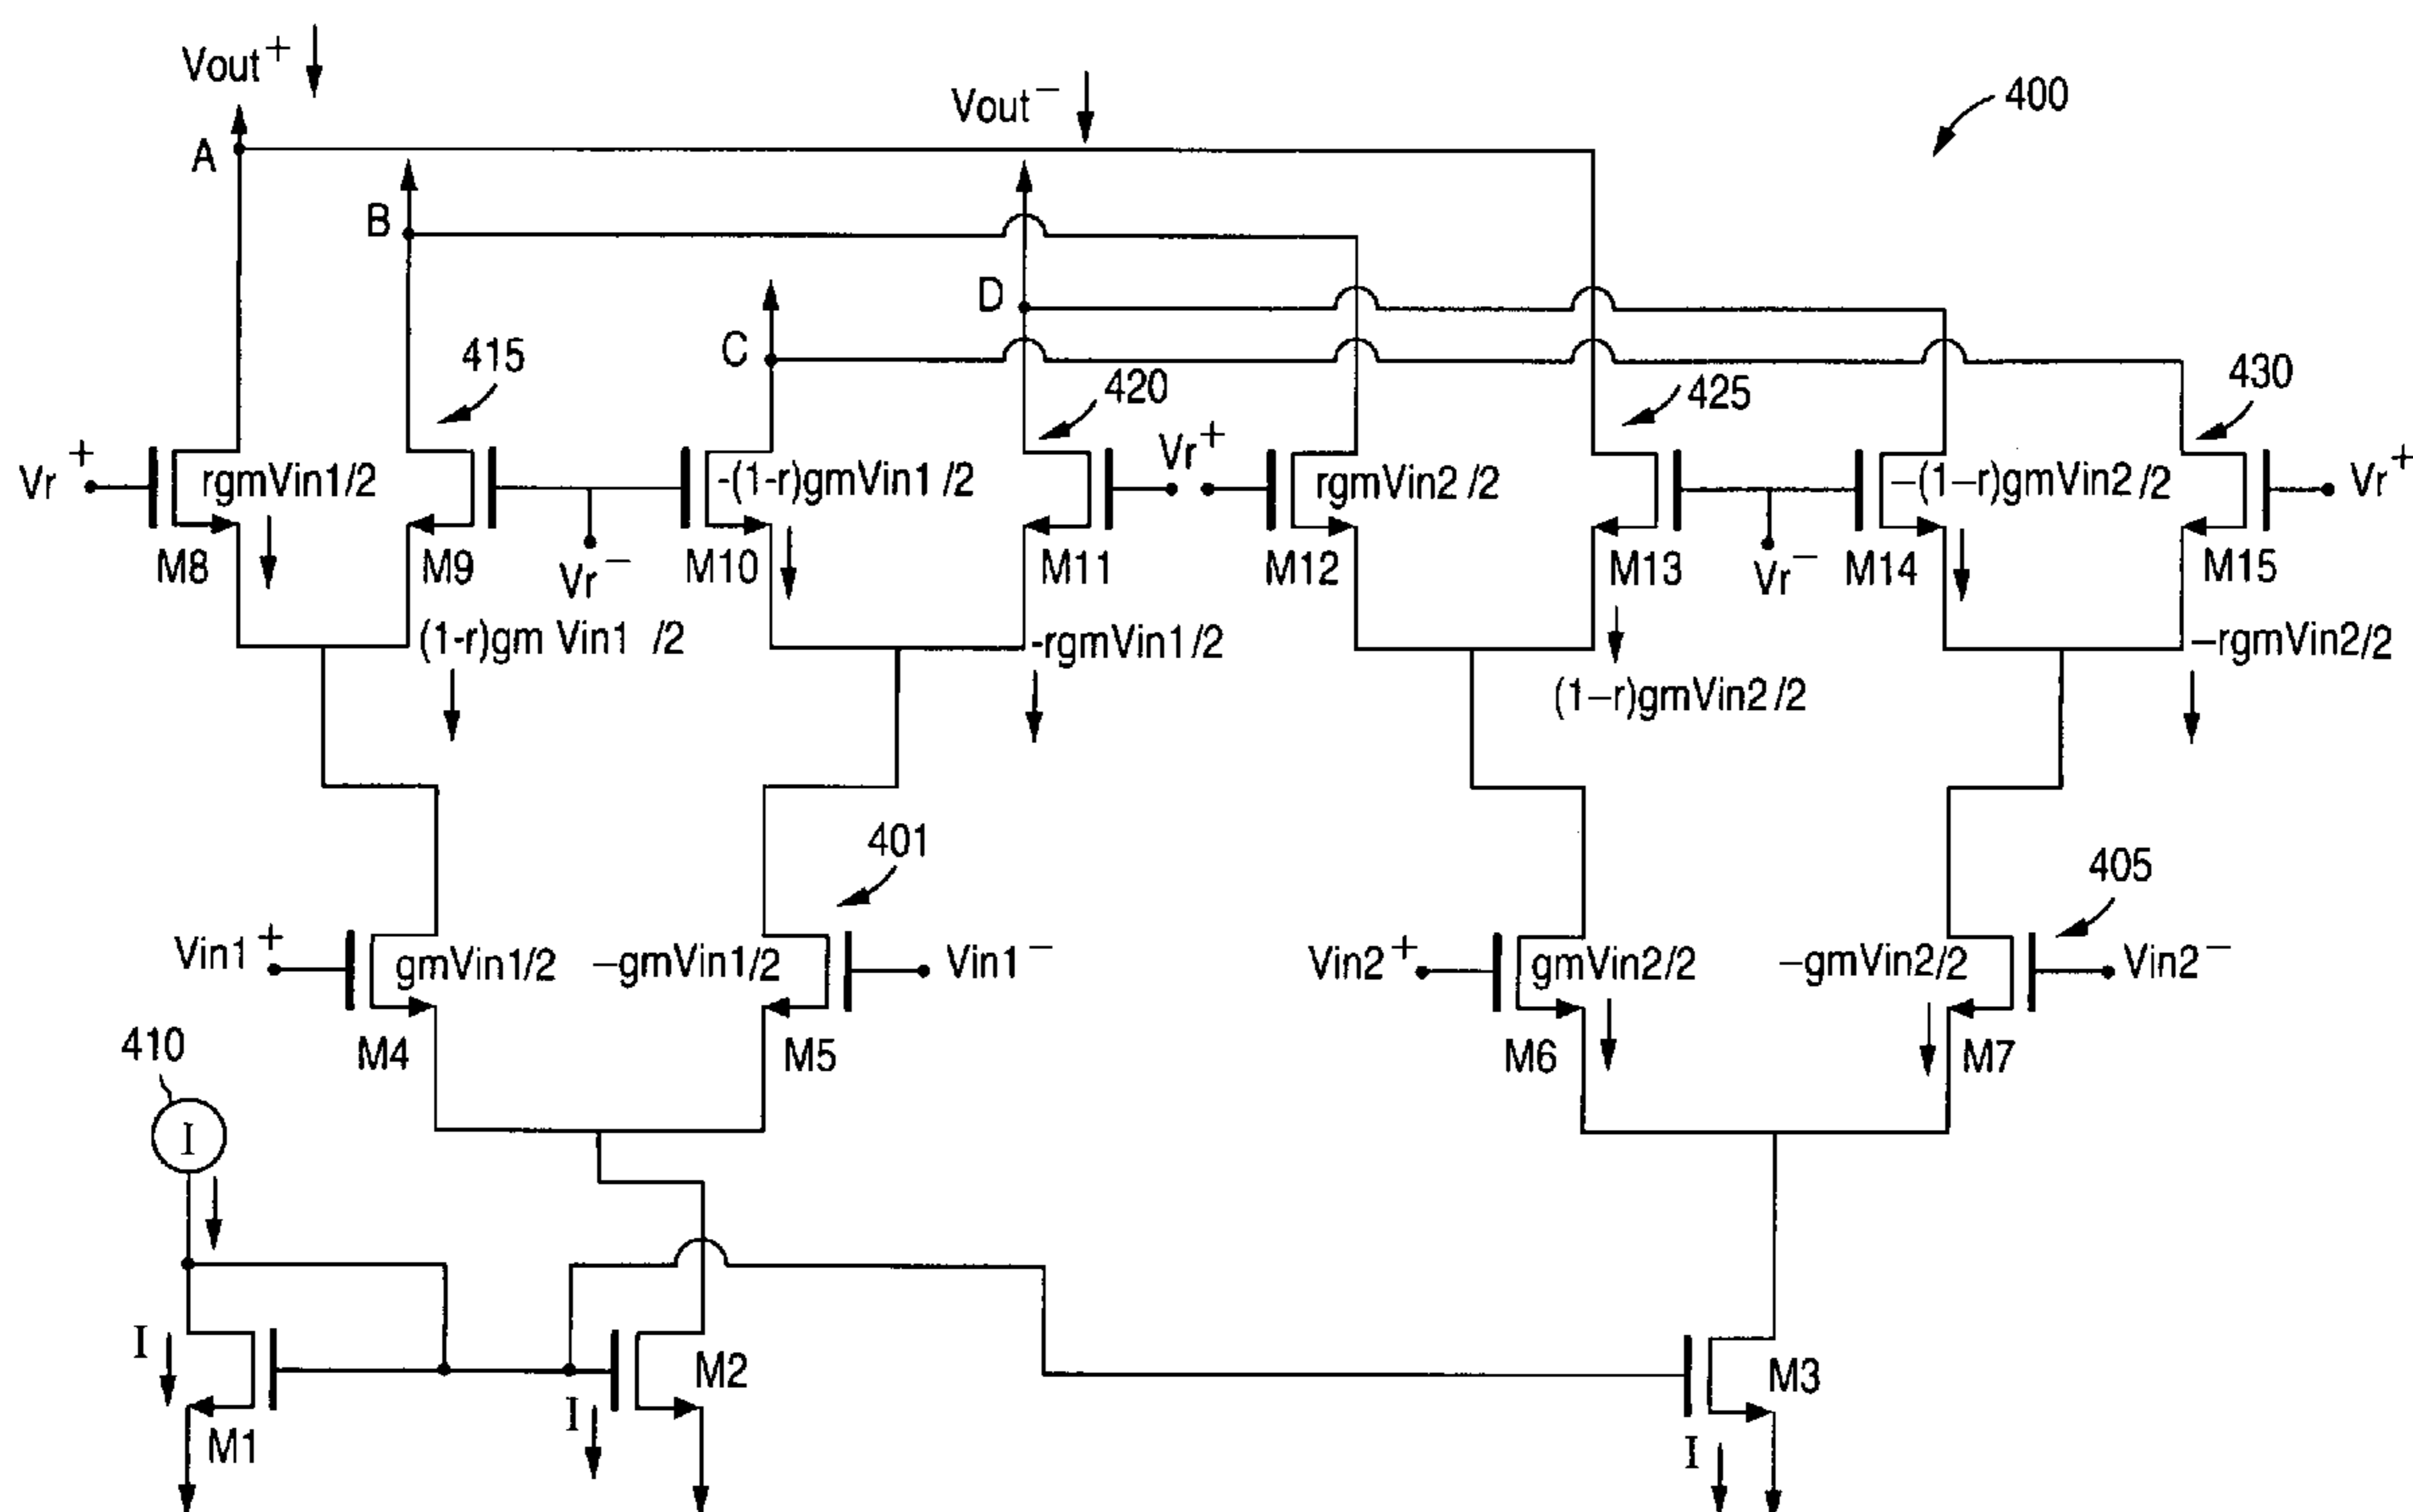 Vout+
Vout−
400
A
B
D
C
415
420
425
430
Vr+
rgmVin1/2
-(1-r)gmVin1 /2
Vr+
rgmVin2 /2
−(1−r)gmVin2 /2
Vr+
M8
M9
Vr−
M10
M11
M12
M13
Vr−
M14
M15
(1-r)gm Vin1 /2
-rgmVin1/2
(1−r)gmVin2 /2
−rgmVin2/2
401
405
Vin1+
gmVin1/2
−gmVin1/2
Vin1−
Vin2+
gmVin2/2
−gmVin2/2
Vin2−
M4
M5
M6
M7
410
I
I
M1
I
M2
M3
I